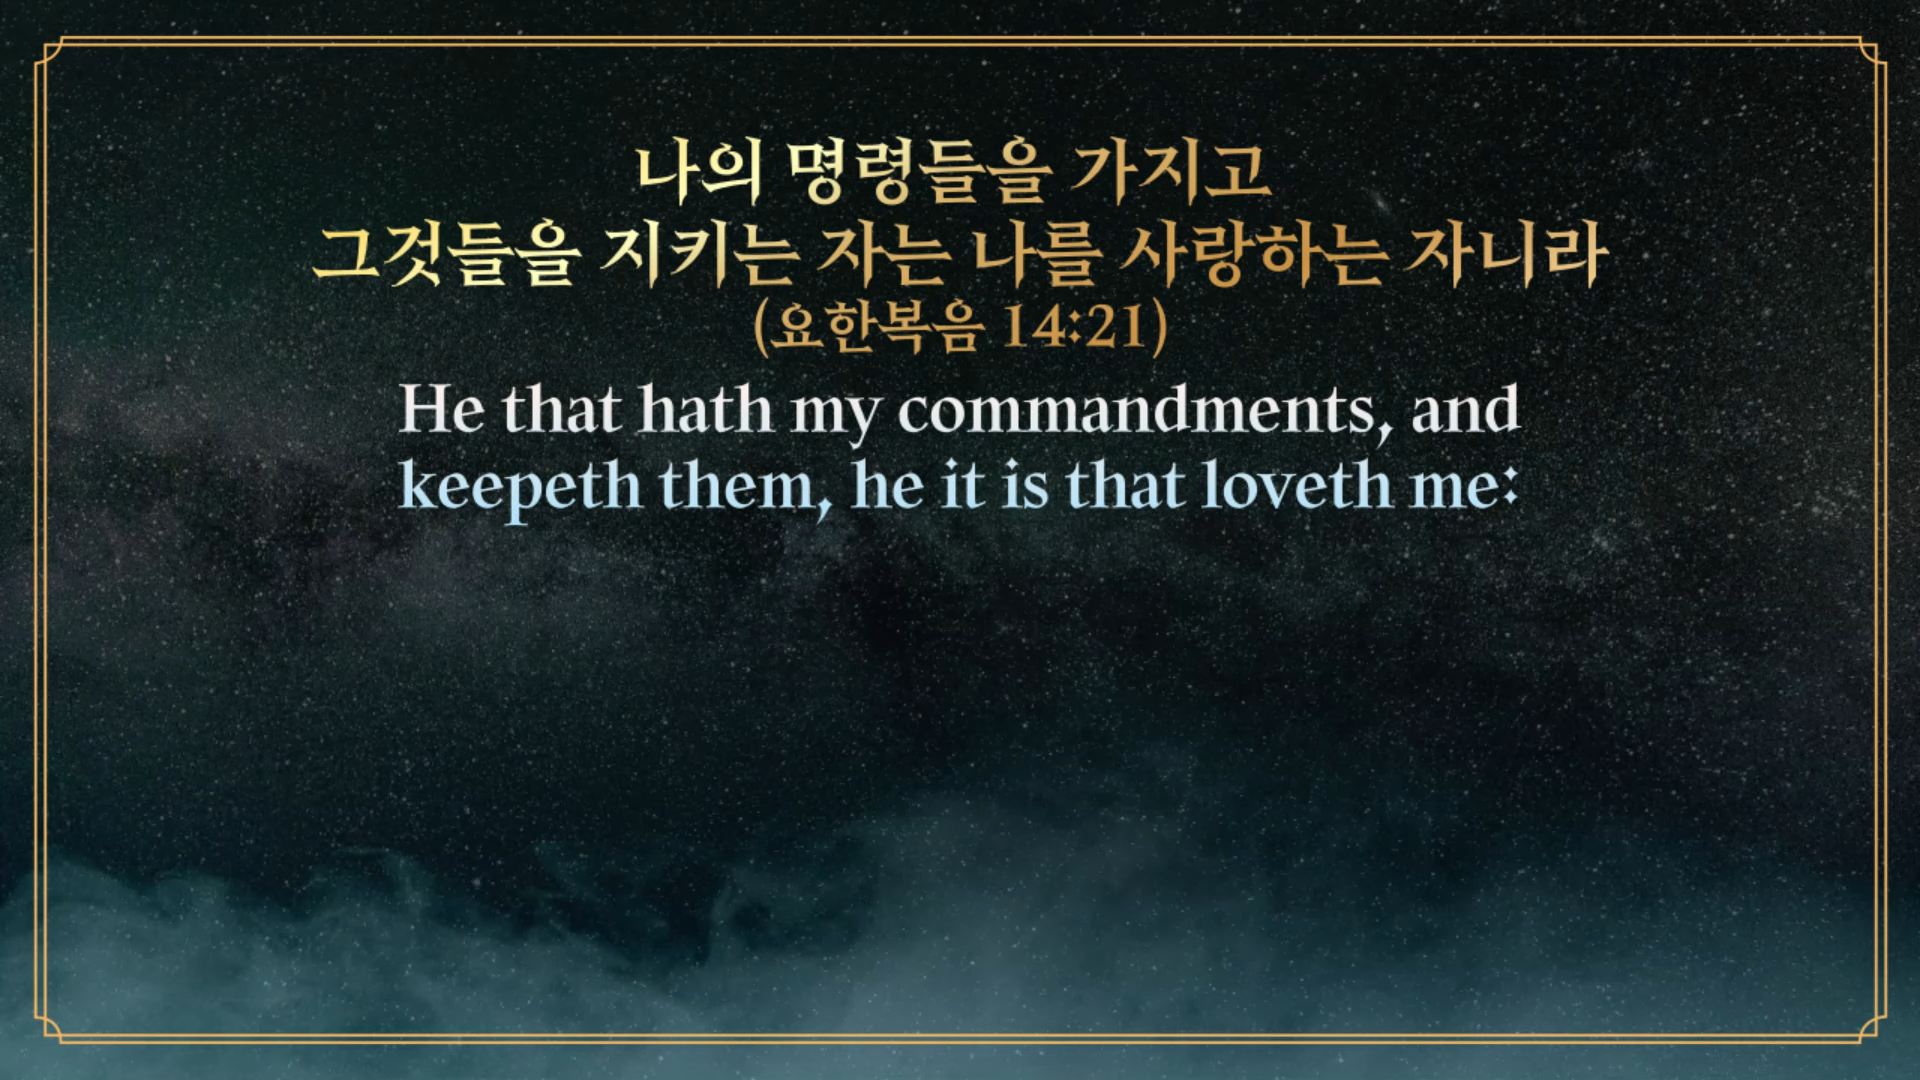 나의 명령들을 가지고
그것들을 지키는 자는 나를 사랑하는 자니라
(요한복음 14:21)
He that hath my commandments, and
keepeth them, he it is that loveth me: